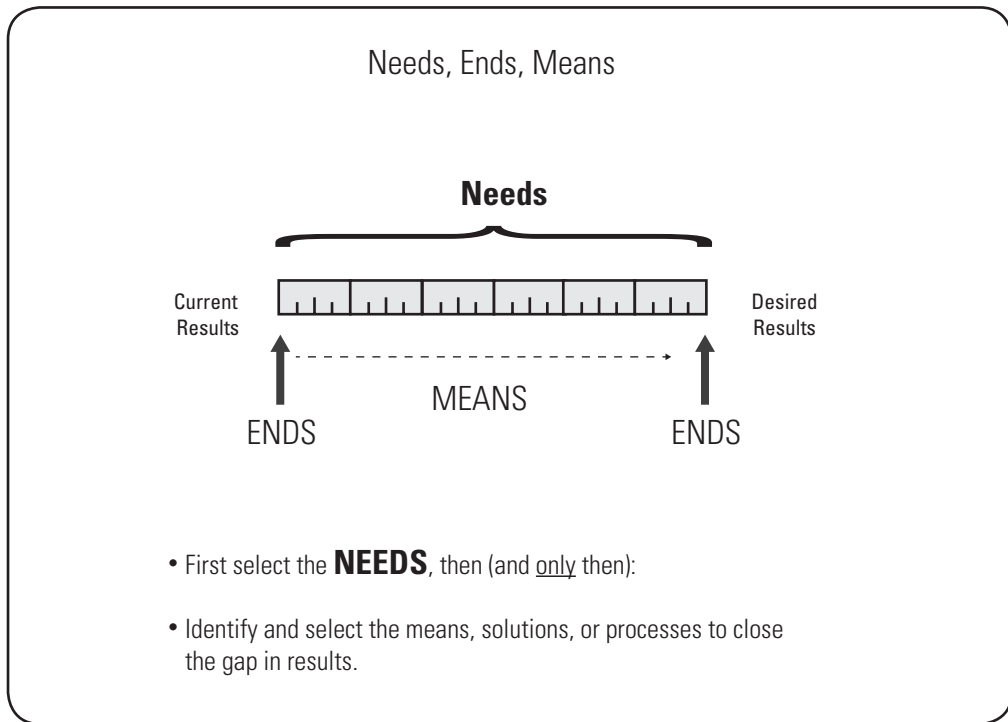 Needs, Ends, Means
Needs
Current
Results
Desired
Results
MEANS
ENDS
ENDS
• First select the NEEDS, then (and only then):
• Identify and select the means, solutions, or processes to close
the gap in results.